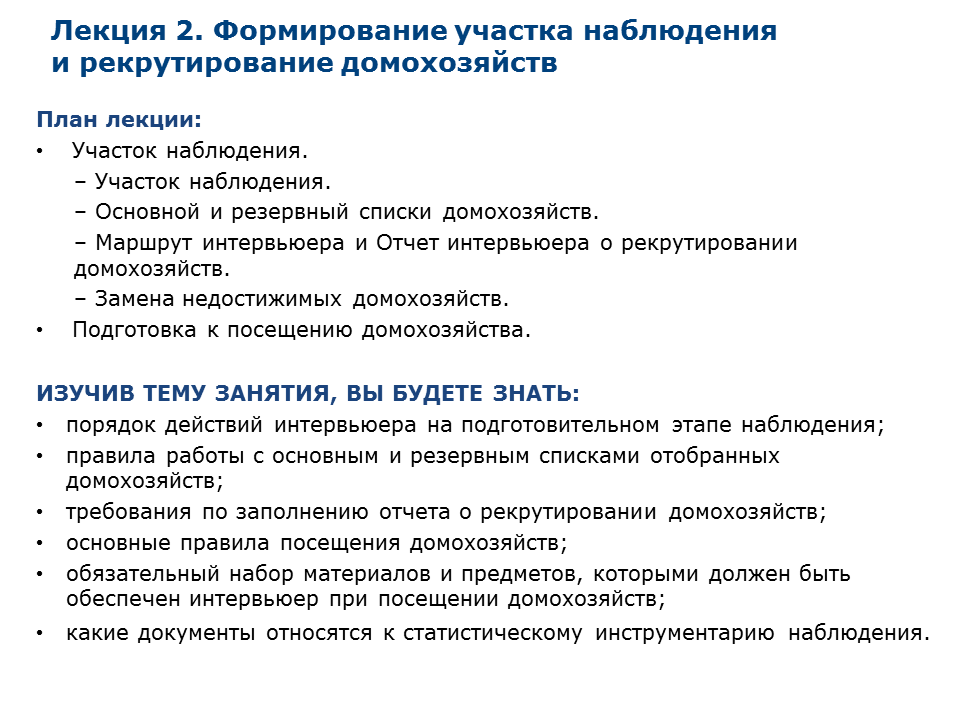 Лекция 2. Формирование участка наблюдения
и рекрутирование домохозяйств
План лекции:
• Участок наблюдения.
– Участок наблюдения.
– Основной и резервный списки домохозяйств.
– Маршрут интервьюера и Отчет интервьюера о рекрутировании
домохозяйств.
– Замена недостижимых домохозяйств.
• Подготовка к посещению домохозяйства.
ИЗУЧИВ ТЕМУ ЗАНЯТИЯ, ВЫ БУДЕТЕ ЗНАТЬ:
• порядок действий интервьюера на подготовительном этапе наблюдения;
• правила работы с основным и резервным списками отобранных
домохозяйств;
• требования по заполнению отчета о рекрутировании домохозяйств;
• основные правила посещения домохозяйств;
• обязательный набор материалов и предметов, которыми должен быть
обеспечен интервьюер при посещении домохозяйств;
• какие документы относятся к статистическому инструментарию наблюдения.